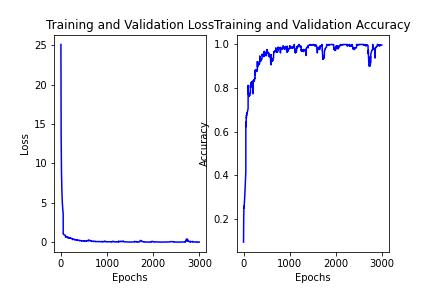 Training and Validation Loss
25
20
15
10
5
0
Loss
0 1000 2000 3000
Epochs
Training and Validation Accuracy
1.0
0.8
0.6
0.4
0.2
Accuracy
0 1000 2000 3000
Epochs